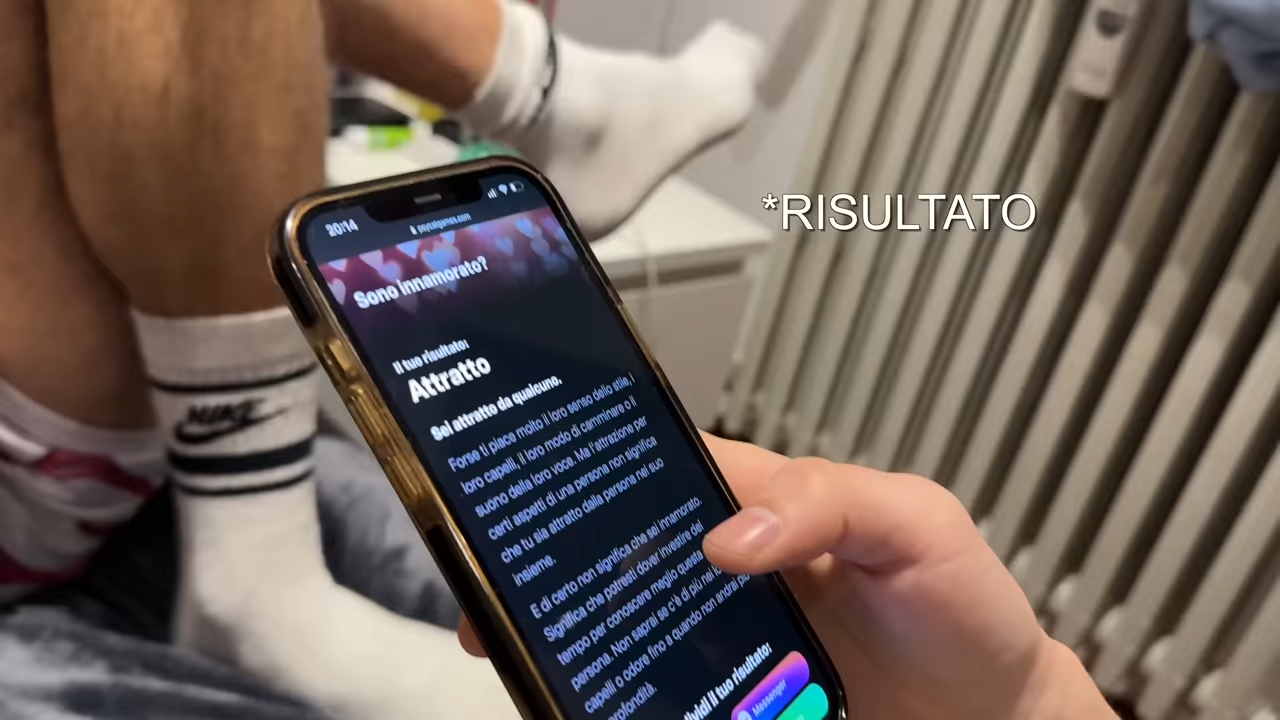 *RISULTATO
NIKE
20:14
psycatgames.com
Sono innamorato?
Il tuo risultato:
Attratto
Sei attratto da qualcuno.
Forse ti piace molto il loro senso dello stile, i
loro capelli, il loro modo di camminare o il
suono della loro voce. Ma l'attrazione per
certi aspetti di una persona non significa
che tu sia attratto dalla persona nel suo
insieme.
E di certo non significa che sei innamorato.
Significa che potresti dover investire del
tempo per conoscere meglio questa
persona. Non saprai se c'è di più nei lo
capelli o odore fino a quando non andrai più
profondità.
dividi il tuo risultato:
Messenger